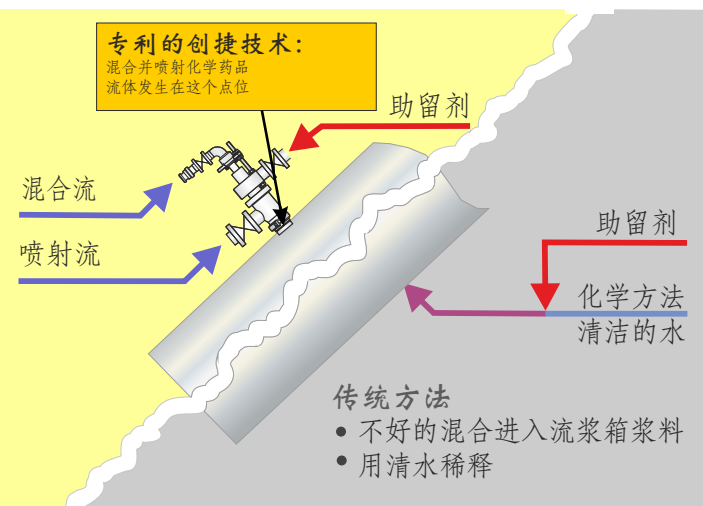 专利的创捷技术:
混合并喷射化学药品
流体发生在这个点位
助留剂
混合流
喷射流
助留剂
化学方法
清洁的水
传统方法
• 不好的混合进入流浆箱浆料
• 用清水稀释